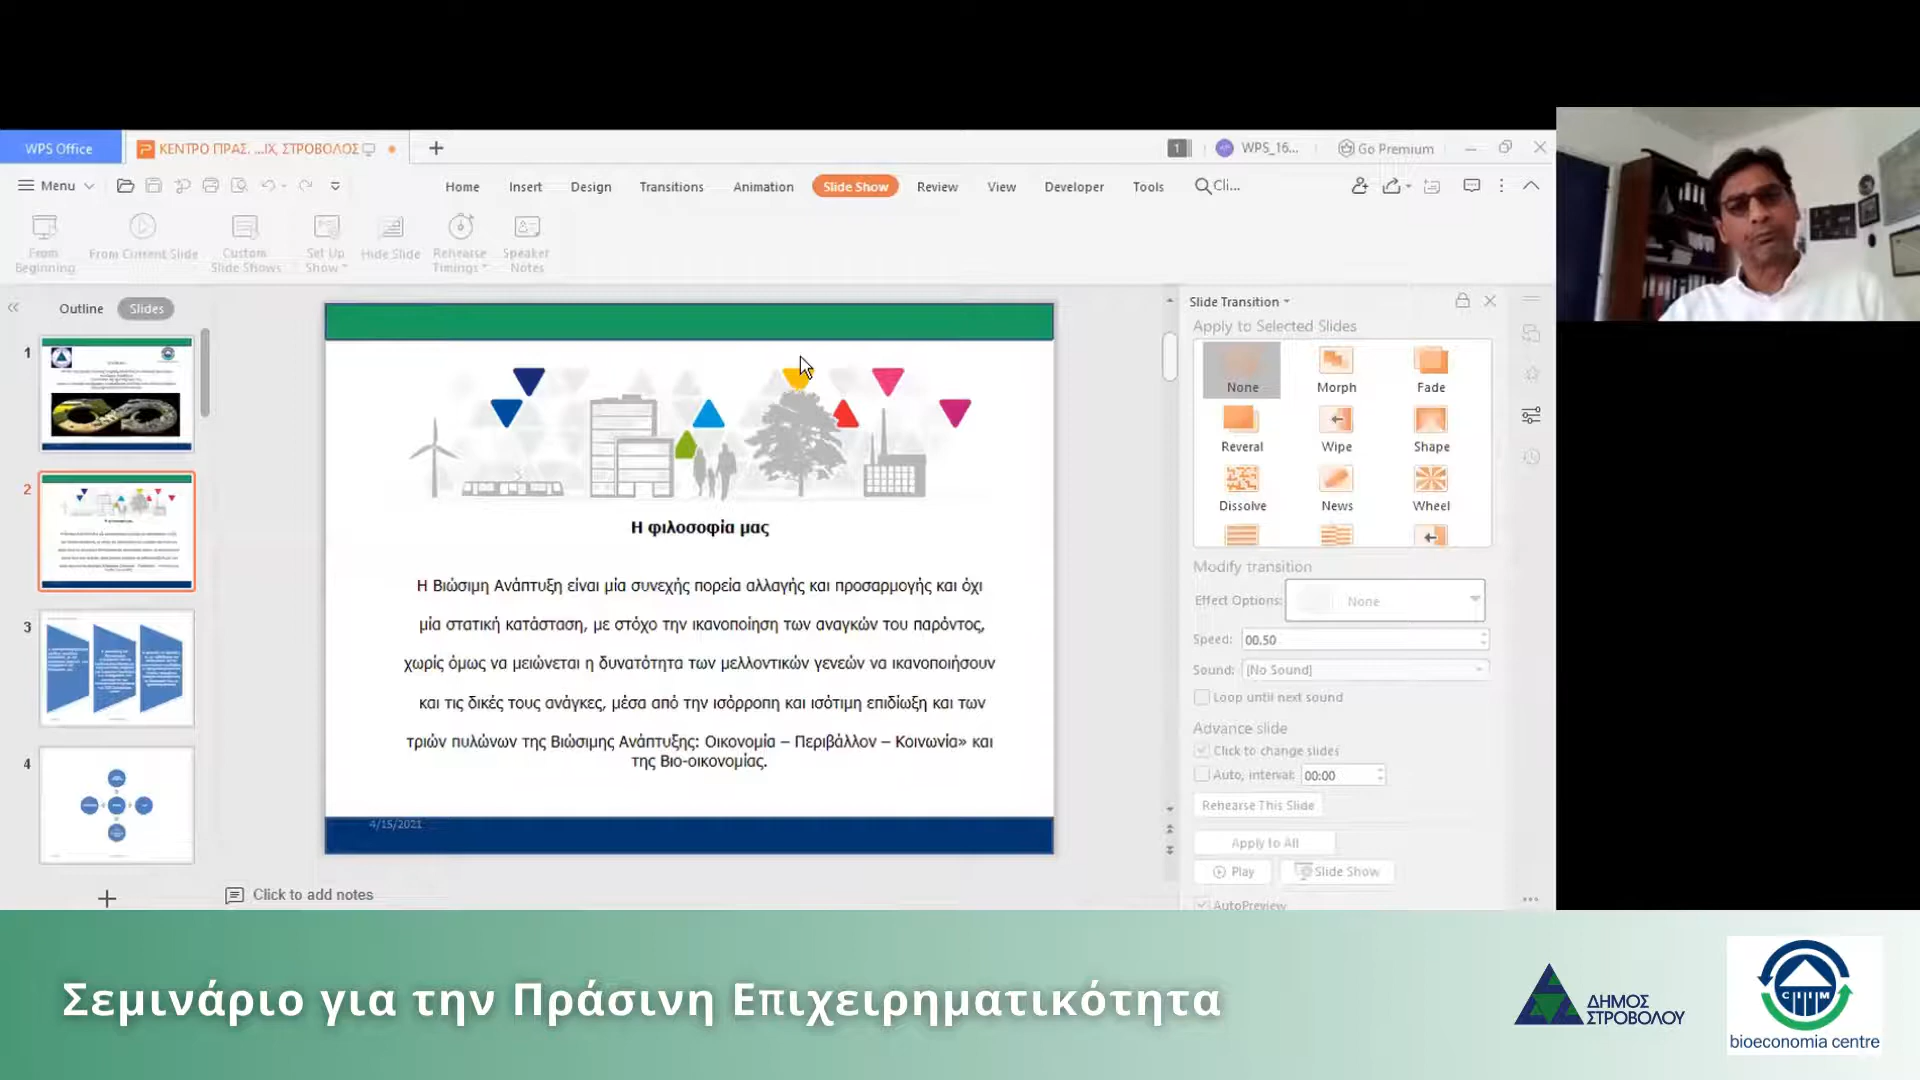 WPS Office
ΚΕΝΤΡΟ ΠΡΑΣ. ...ΙΧ, ΣΤΡΟΒΟΛΟΣ
1
WPS_16...
Go Premium
Menu
Home
Insert
Design
Transitions
Animation
Slide Show
Review
View
Developer
Tools
Cli...
From Beginning
From Current Slide
Custom Slide Shows
Set Up Show
Hide Slide
Rehearse Timings
Speaker Notes
Outline
Slides
1
2
3
4
Η φιλοσοφία μας
Η Βιώσιμη Ανάπτυξη είναι μία συνεχής πορεία αλλαγής και προσαρμογής και όχι
μία στατική κατάσταση, με στόχο την ικανοποίηση των αναγκών του παρόντος,
χωρίς όμως να μειώνεται η δυνατότητα των μελλοντικών γενεών να ικανοποιήσουν
και τις δικές τους ανάγκες, μέσα από την ισόρροπη και ισότιμη επιδίωξη και των
τριών πυλώνων της Βιώσιμης Ανάπτυξης: Οικονομία – Περιβάλλον – Κοινωνία» και
της Βιο-οικονομίας.
4/15/2021
Click to add notes
Slide Transition
Apply to Selected Slides
None
Morph
Fade
Reveral
Wipe
Shape
Dissolve
News
Wheel
Modify transition
Effect Options:
None
Speed:
00.50
Sound:
[No Sound]
Loop until next sound
Advance slide
Click to change slides
Auto, interval:
00:00
Rehearse This Slide
Apply to All
Play
Slide Show
AutoPreview
Σεμινάριο για την Πράσινη Επιχειρηματικότητα
ΔΗΜΟΣ
ΣΤΡΟΒΟΛΟΥ
CIIM
bioeconomia centre